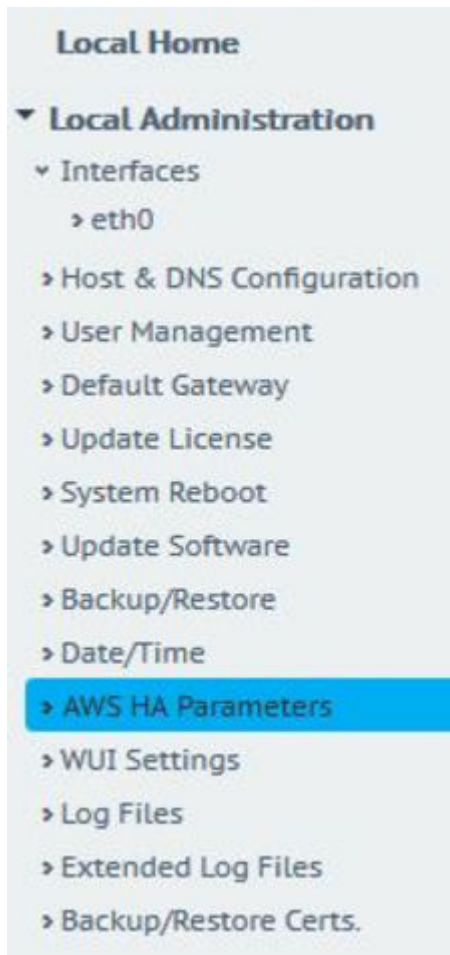 Local Home
Local Administration
Interfaces
eth0
Host & DNS Configuration
User Management
Default Gateway
Update License
System Reboot
Update Software
Backup/Restore
Date/Time
AWS HA Parameters
WUI Settings
Log Files
Extended Log Files
Backup/Restore Certs.